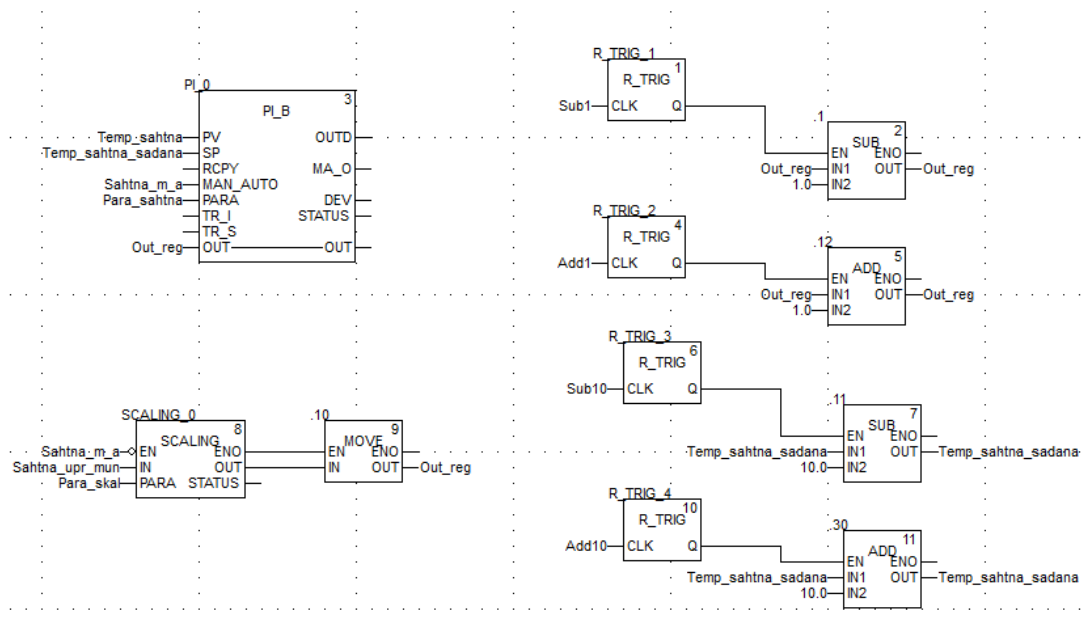 PI_0
3
PI_B
Temp_sahtna PV OUTD
Temp_sahtna_sadana SP
RCPY MA_O
Sahtna_m_a MAN_AUTO
Para_sahtna PARA DEV
TR_I STATUS
TR_S
Out_reg OUT OUT
SCALING_0
8
SCALING
Sahtna_m_a EN ENO
Sahtna_upr_mun IN OUT
Para_skal PARA STATUS
.10
9
MOVE
EN ENO
IN OUT Out_reg
R_TRIG_1
1
R_TRIG
Sub1 CLK Q
.1
2
SUB
EN ENO
Out_reg IN1 OUT Out_reg
1.0 IN2
R_TRIG_2
4
R_TRIG
Add1 CLK Q
.12
5
ADD
EN ENO
Out_reg IN1 OUT Out_reg
1.0 IN2
R_TRIG_3
6
R_TRIG
Sub10 CLK Q
.11
7
SUB
EN ENO
Temp_sahtna_sadana IN1 OUT Temp_sahtna_sadana
10.0 IN2
R_TRIG_4
10
R_TRIG
Add10 CLK Q
.30
11
ADD
EN ENO
Temp_sahtna_sadana IN1 OUT Temp_sahtna_sadana
10.0 IN2